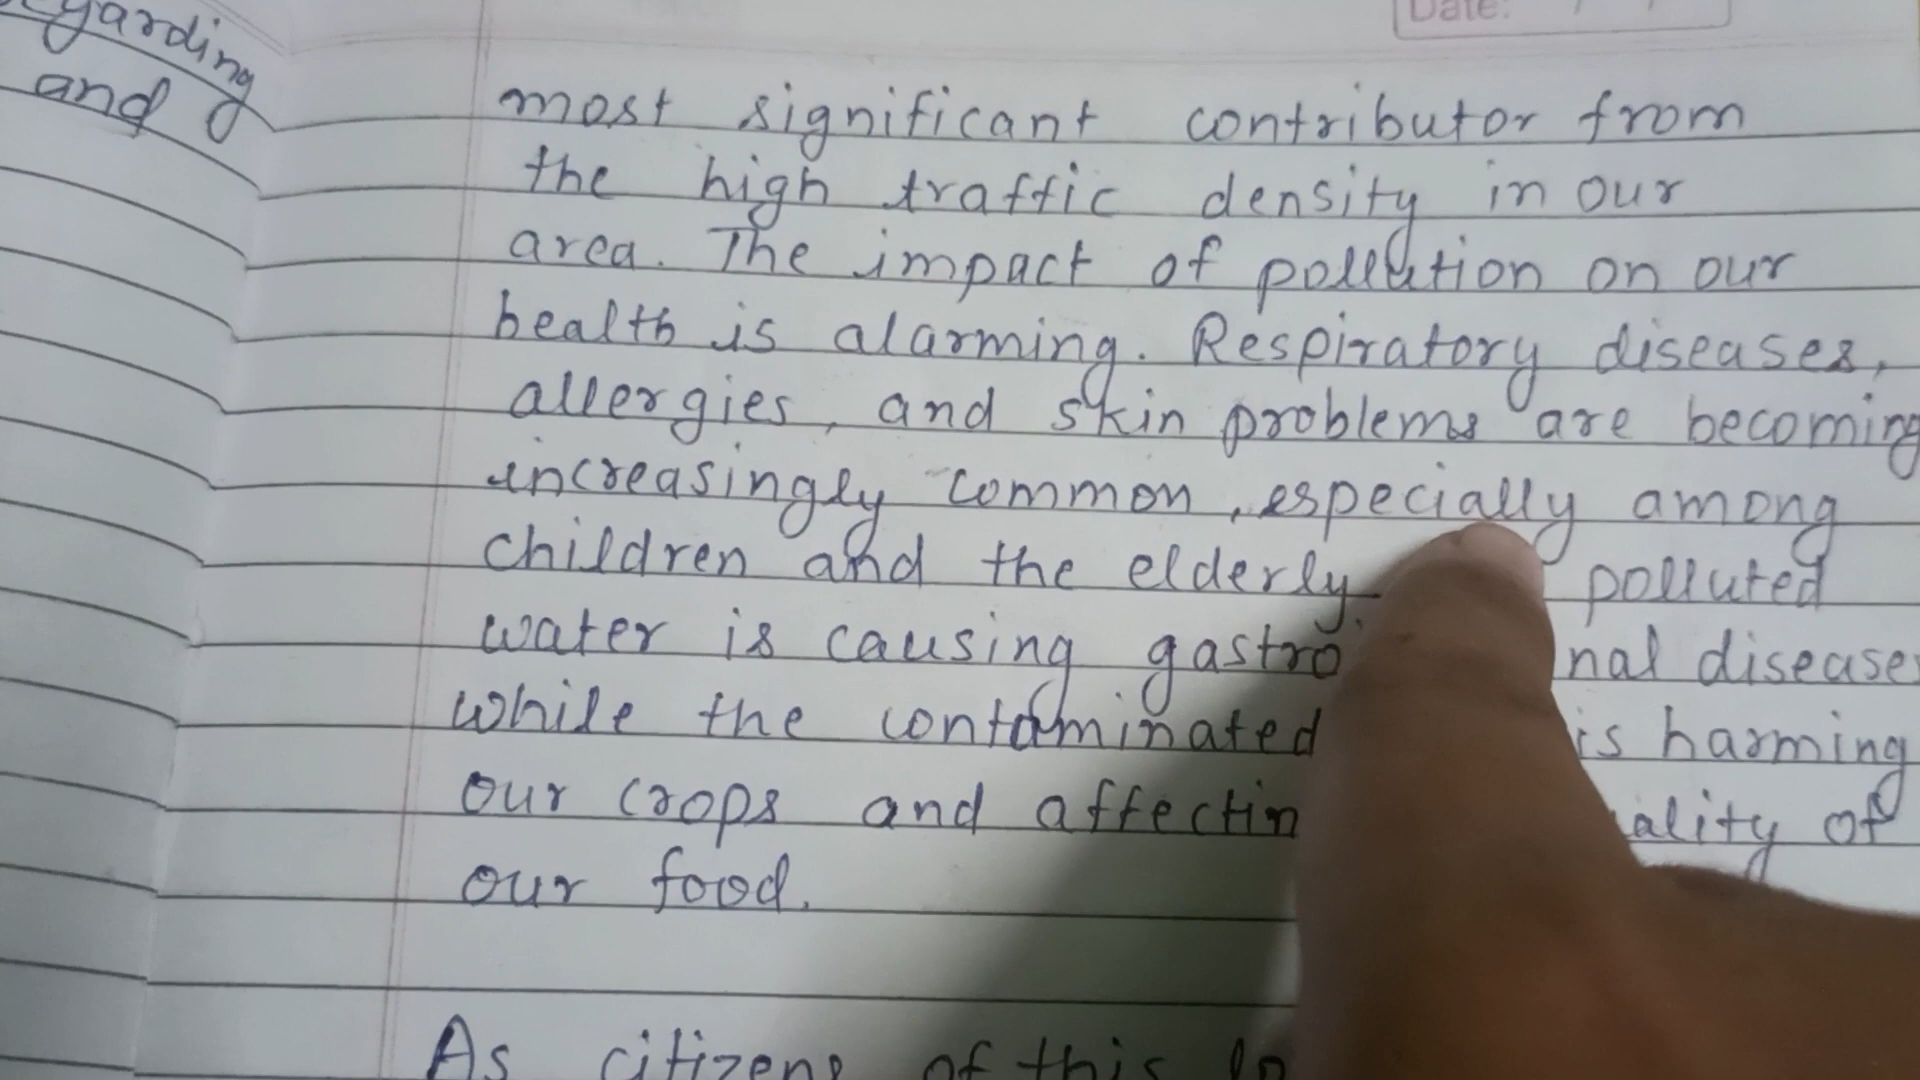 garding
and
Date:
most significant contributor from
the high traffic density in our
area. The impact of pollution on our
health is alarming. Respiratory diseases,
allergies, and skin problems are becoming
increasingly common, especially among
children and the elderly polluted
water is causing gastro nal disease
while the contaminated is harming
our crops and affectin ality of
our food.
As citizens of this lo